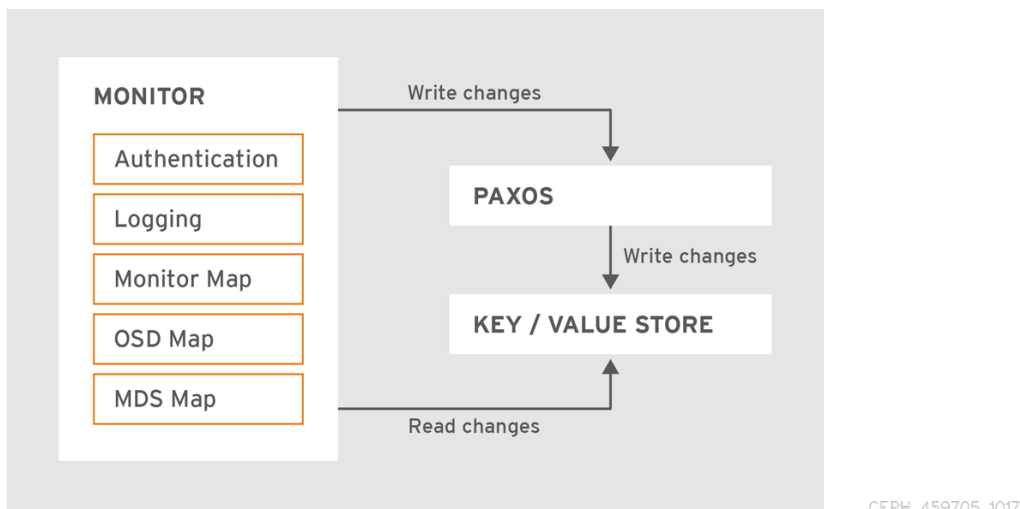 MONITOR
Authentication
Logging
Monitor Map
OSD Map
MDS Map
Write changes
PAXOS
Write changes
KEY / VALUE STORE
Read changes
CEPH_459705_1017